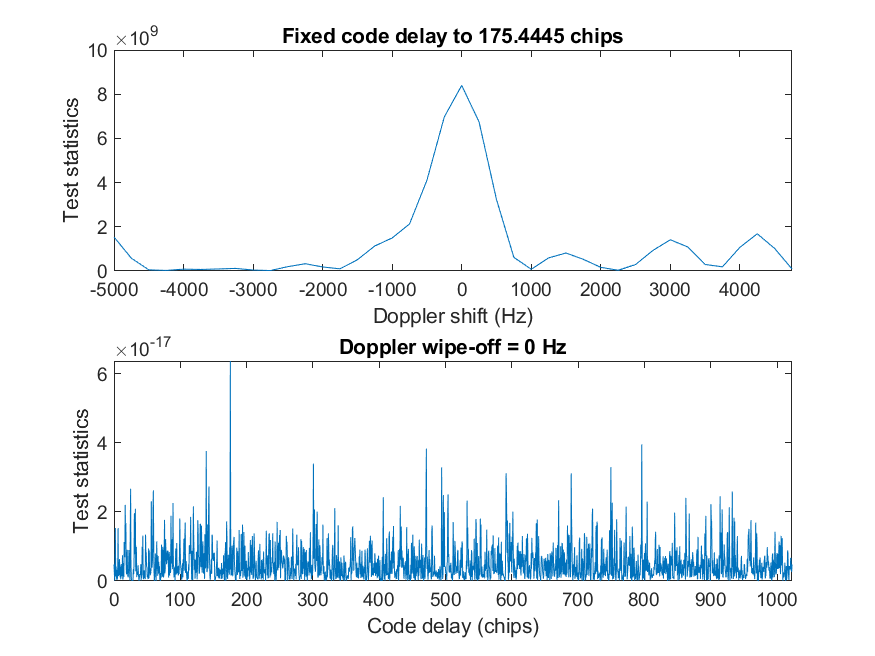 Fixed code delay to 175.4445 chips
×10^9
10
8
6
4
2
0
Test statistics
-5000 -4000 -3000 -2000 -1000 0 1000 2000 3000 4000
Doppler shift (Hz)
Doppler wipe-off = 0 Hz
×10^-17
6
4
2
0
Test statistics
0 100 200 300 400 500 600 700 800 900 1000
Code delay (chips)